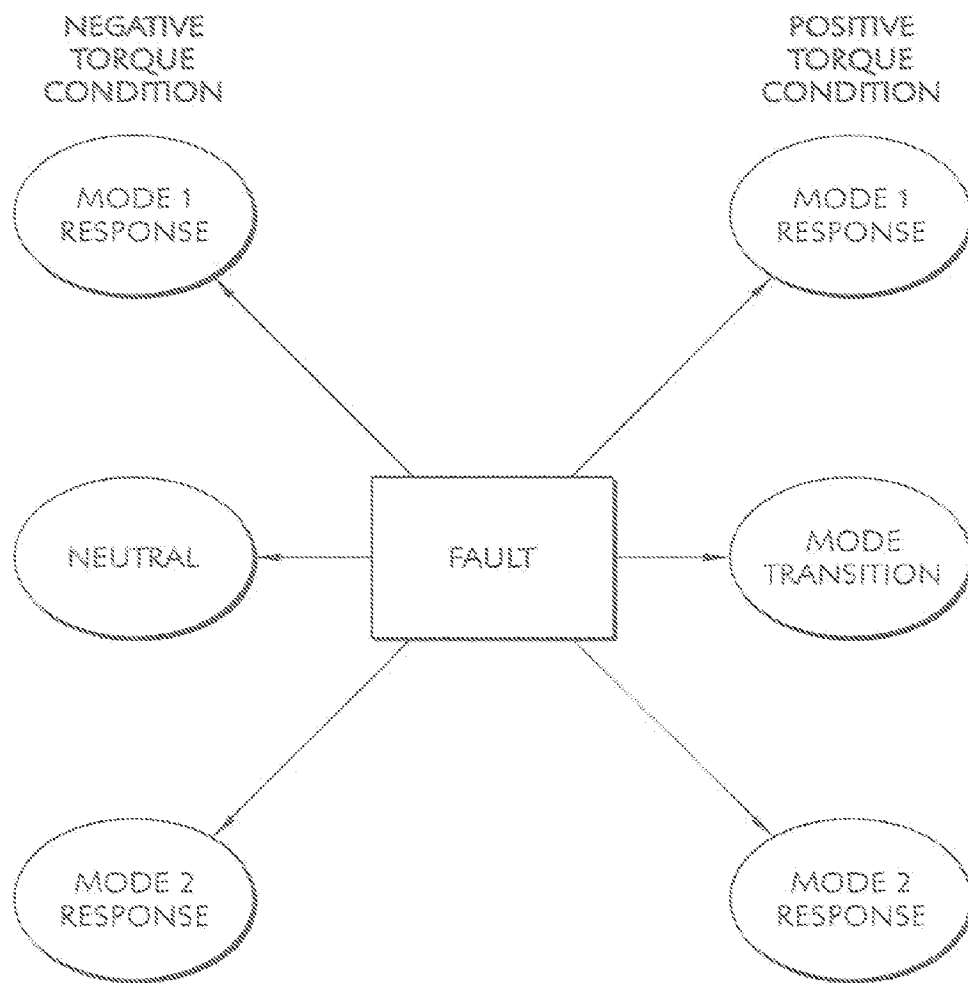 NEGATIVE
TORQUE
CONDITION
POSITIVE
TORQUE
CONDITION
MODE 1
RESPONSE
MODE 1
RESPONSE
NEUTRAL
FAULT
MODE
TRANSITION
MODE 2
RESPONSE
MODE 2
RESPONSE